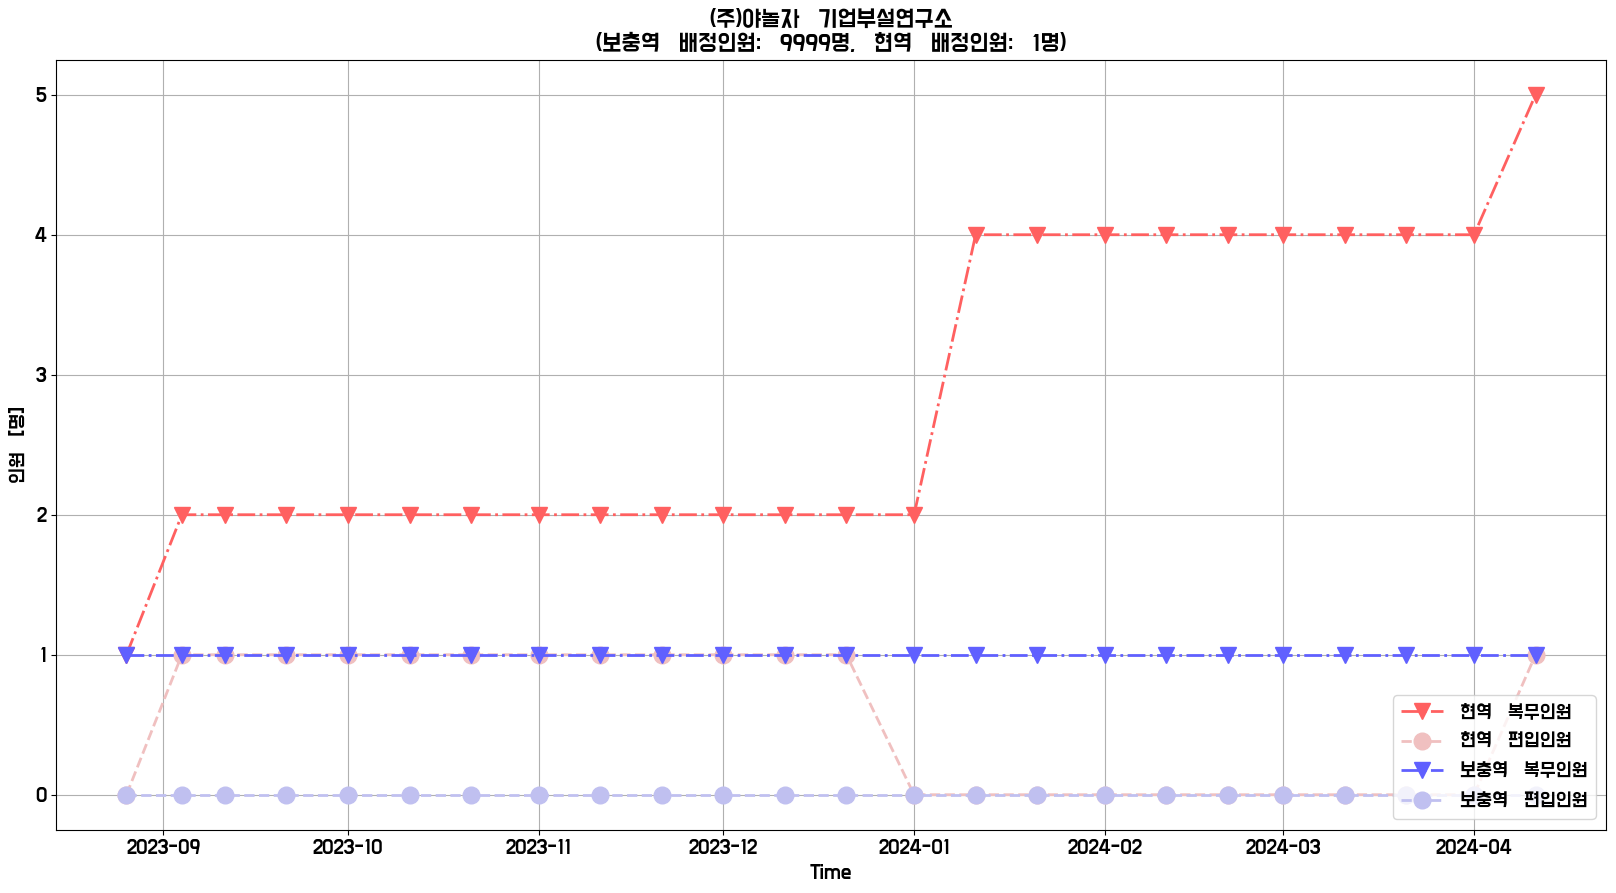 (주)야놀자 기업부설연구소
(보충역 배정인원: 9999명, 현역 배정인원: 1명)
인원 [명]
5
4
3
2
1
0
2023-09 2023-10 2023-11 2023-12 2024-01 2024-02 2024-03 2024-04
Time
현역 복무인원
현역 편입인원
보충역 복무인원
보충역 편입인원